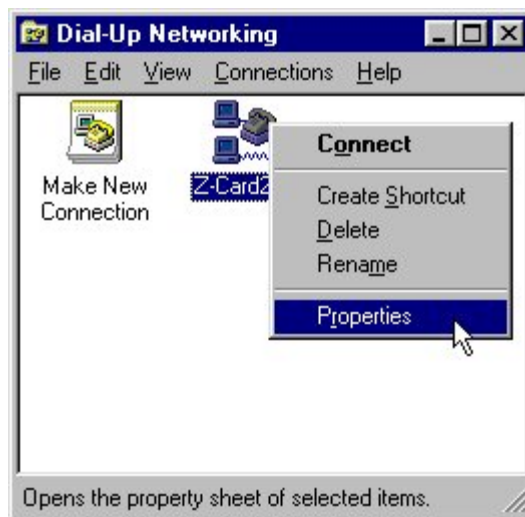 Dial-Up Networking
File Edit View Connections Help
Make New
Connection
Z-Card2
Connect
Create Shortcut
Delete
Rename
Properties
Opens the property sheet of selected items.